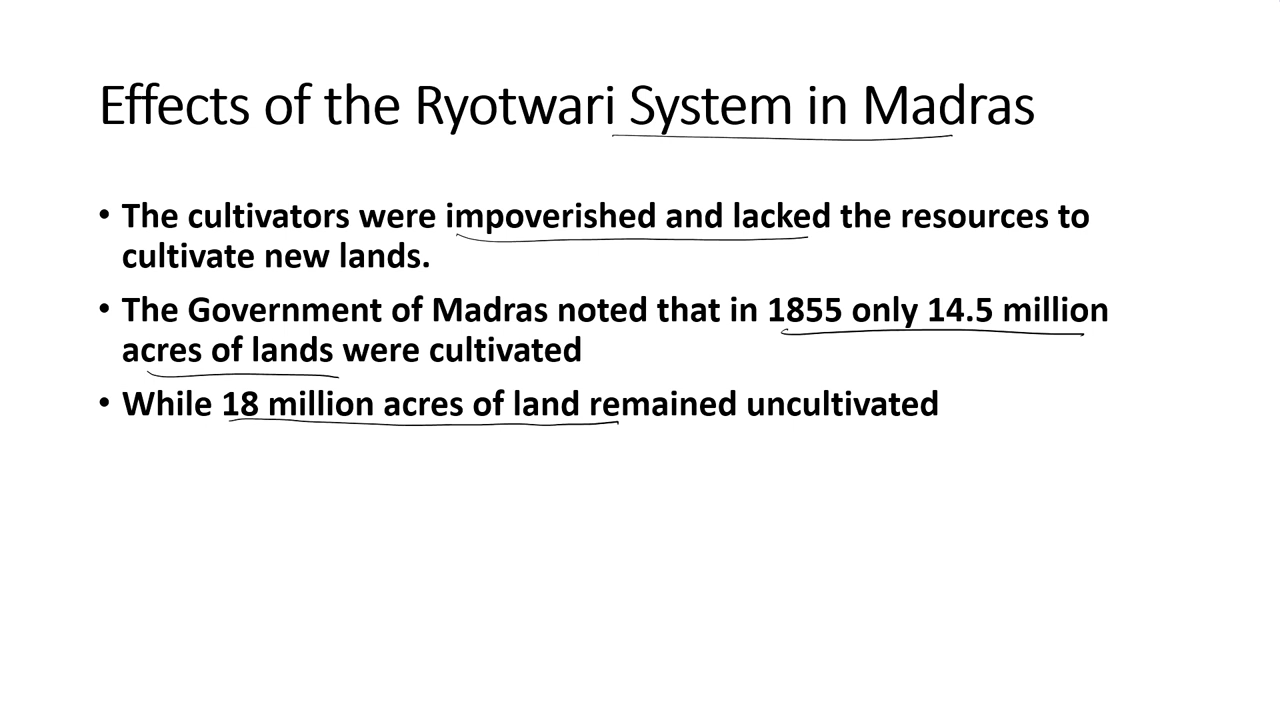 Effects of the Ryotwari System in Madras
• The cultivators were impoverished and lacked the resources to
cultivate new lands.
• The Government of Madras noted that in 1855 only 14.5 million
acres of lands were cultivated
• While 18 million acres of land remained uncultivated